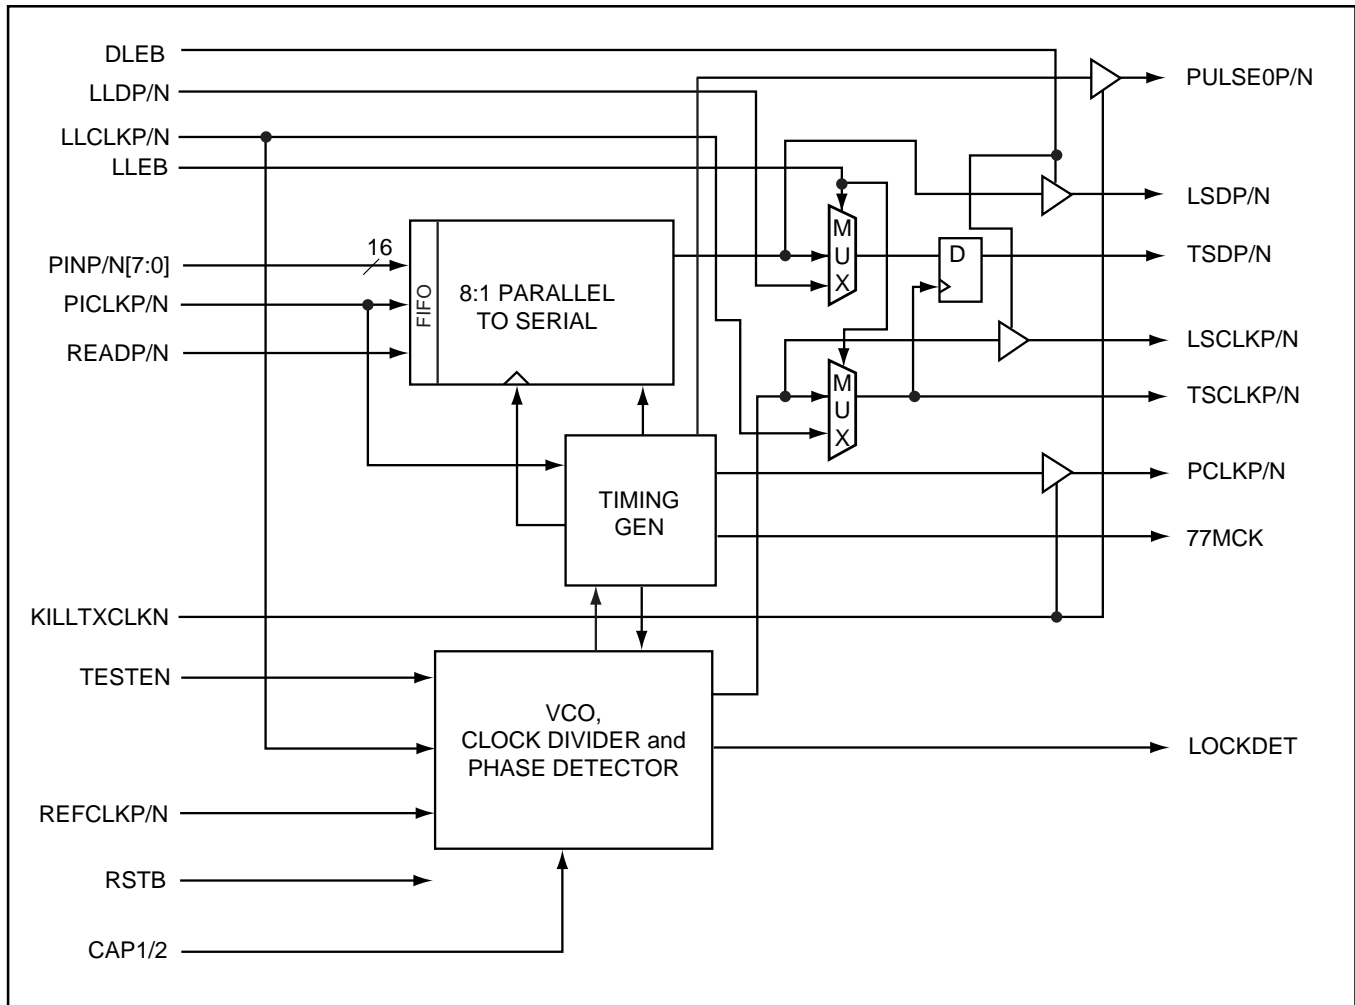 DLEB
LLDP/N
LLCLKP/N
LLEB
PINP/N[7:0]
PICLKP/N
READP/N
KILLTXCLKN
TESTEN
REFCLKP/N
RSTB
CAP1/2
16
FIFO
8:1 PARALLEL
TO SERIAL
TIMING
GEN
VCO,
CLOCK DIVIDER and
PHASE DETECTOR
MUX
MUX
D
PULSE0P/N
LSDP/N
TSDP/N
LSCLKP/N
TSCLKP/N
PCLKP/N
77MCK
LOCKDET